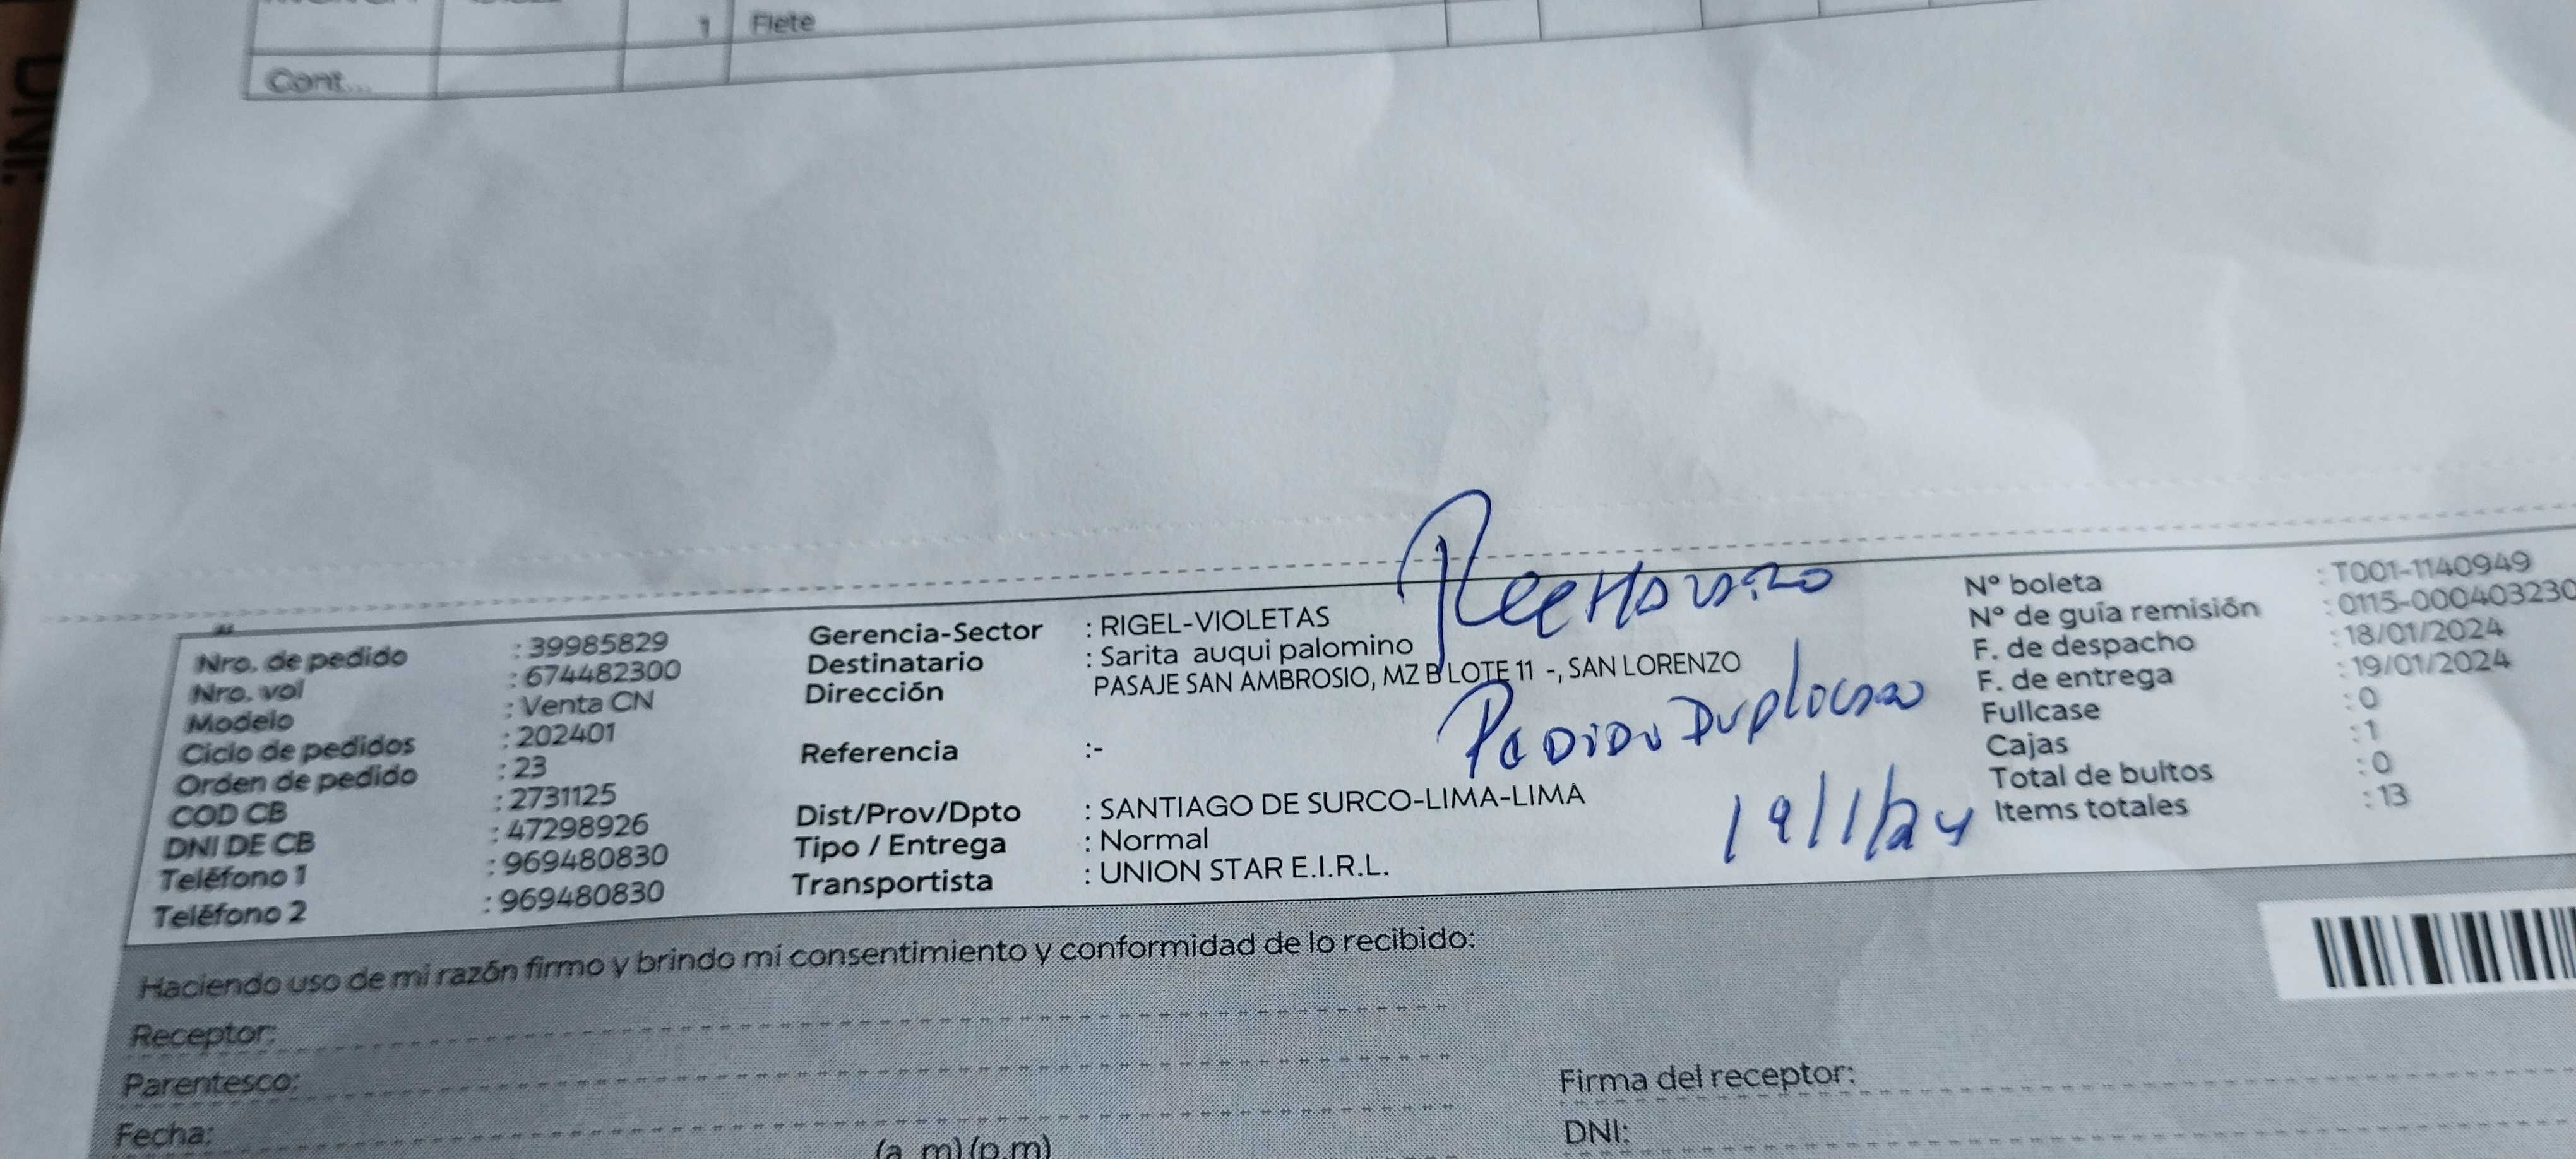 1 Flete
Cont...
Nro. de pedido : 39985829
Nro. vol : 674482300
Modelo : Venta CN
Ciclo de pedidos : 202401
Orden de pedido : 23
COD CB : 2731125
DNI DE CB : 47298926
Teléfono 1 : 969480830
Teléfono 2 : 969480830
Gerencia-Sector : RIGEL-VIOLETAS
Destinatario : Sarita auqui palomino
Dirección PASAJE SAN AMBROSIO, MZ B LOTE 11 -, SAN LORENZO
Referencia :-
Dist/Prov/Dpto : SANTIAGO DE SURCO-LIMA-LIMA
Tipo / Entrega : Normal
Transportista : UNION STAR E.I.R.L.
Pedido
19/1/24
N° boleta : T001-1140949
N° de guía remisión : 0115-000403230
F. de despacho : 18/01/2024
F. de entrega : 19/01/2024
Fullcase : 0
Cajas : 1
Total de bultos : 0
Items totales : 13
Haciendo uso de mi razón firmo y brindo mi consentimiento y conformidad de lo recibido:
Receptor:
Parentesco:
Fecha:
(a. m) (p.m)
Firma del receptor:
DNI:
DNI: